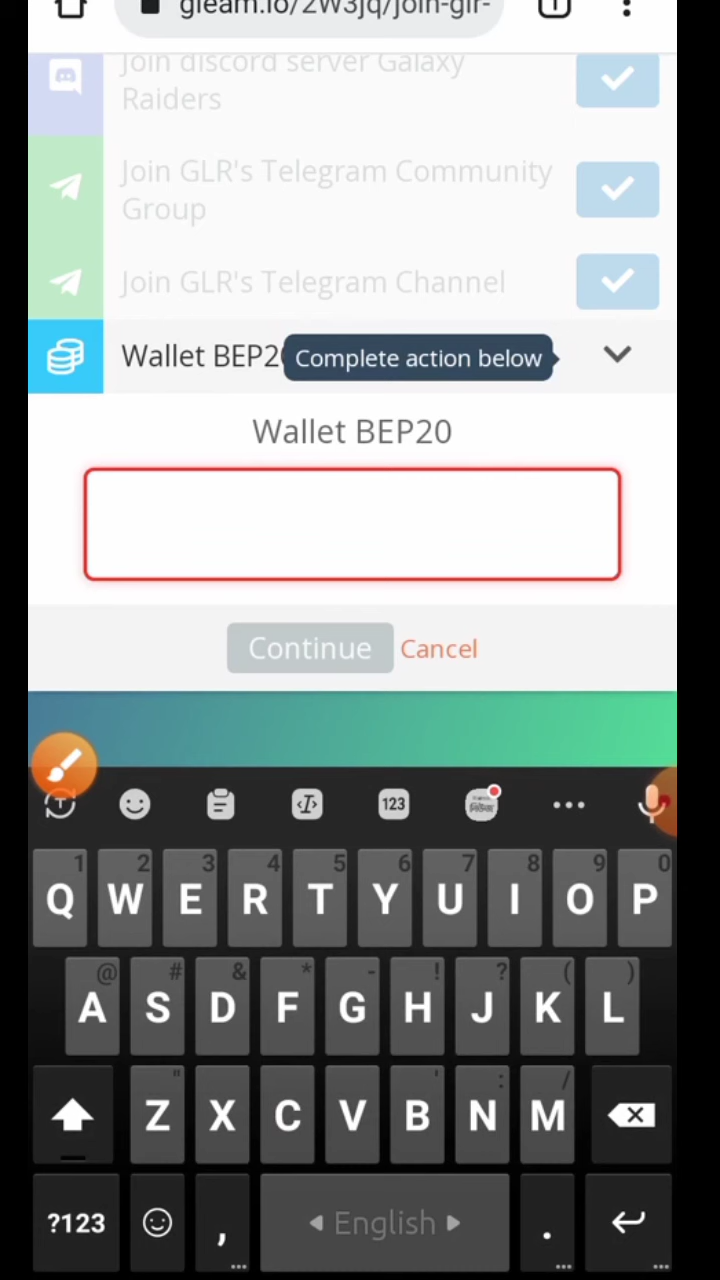 gleam.io/2W3jq/join-glr-
Join discord server Galaxy
Raiders
Join GLR's Telegram Community
Group
Join GLR's Telegram Channel
Wallet BEP20 Complete action below
Wallet BEP20
Continue Cancel
123
1 2 3 4 5 6 7 8 9 0
Q W E R T Y U I O P
@ # & * - ! ? ( )
A S D F G H J K L
" ' : /
Z X C V B N M
?123 , English .